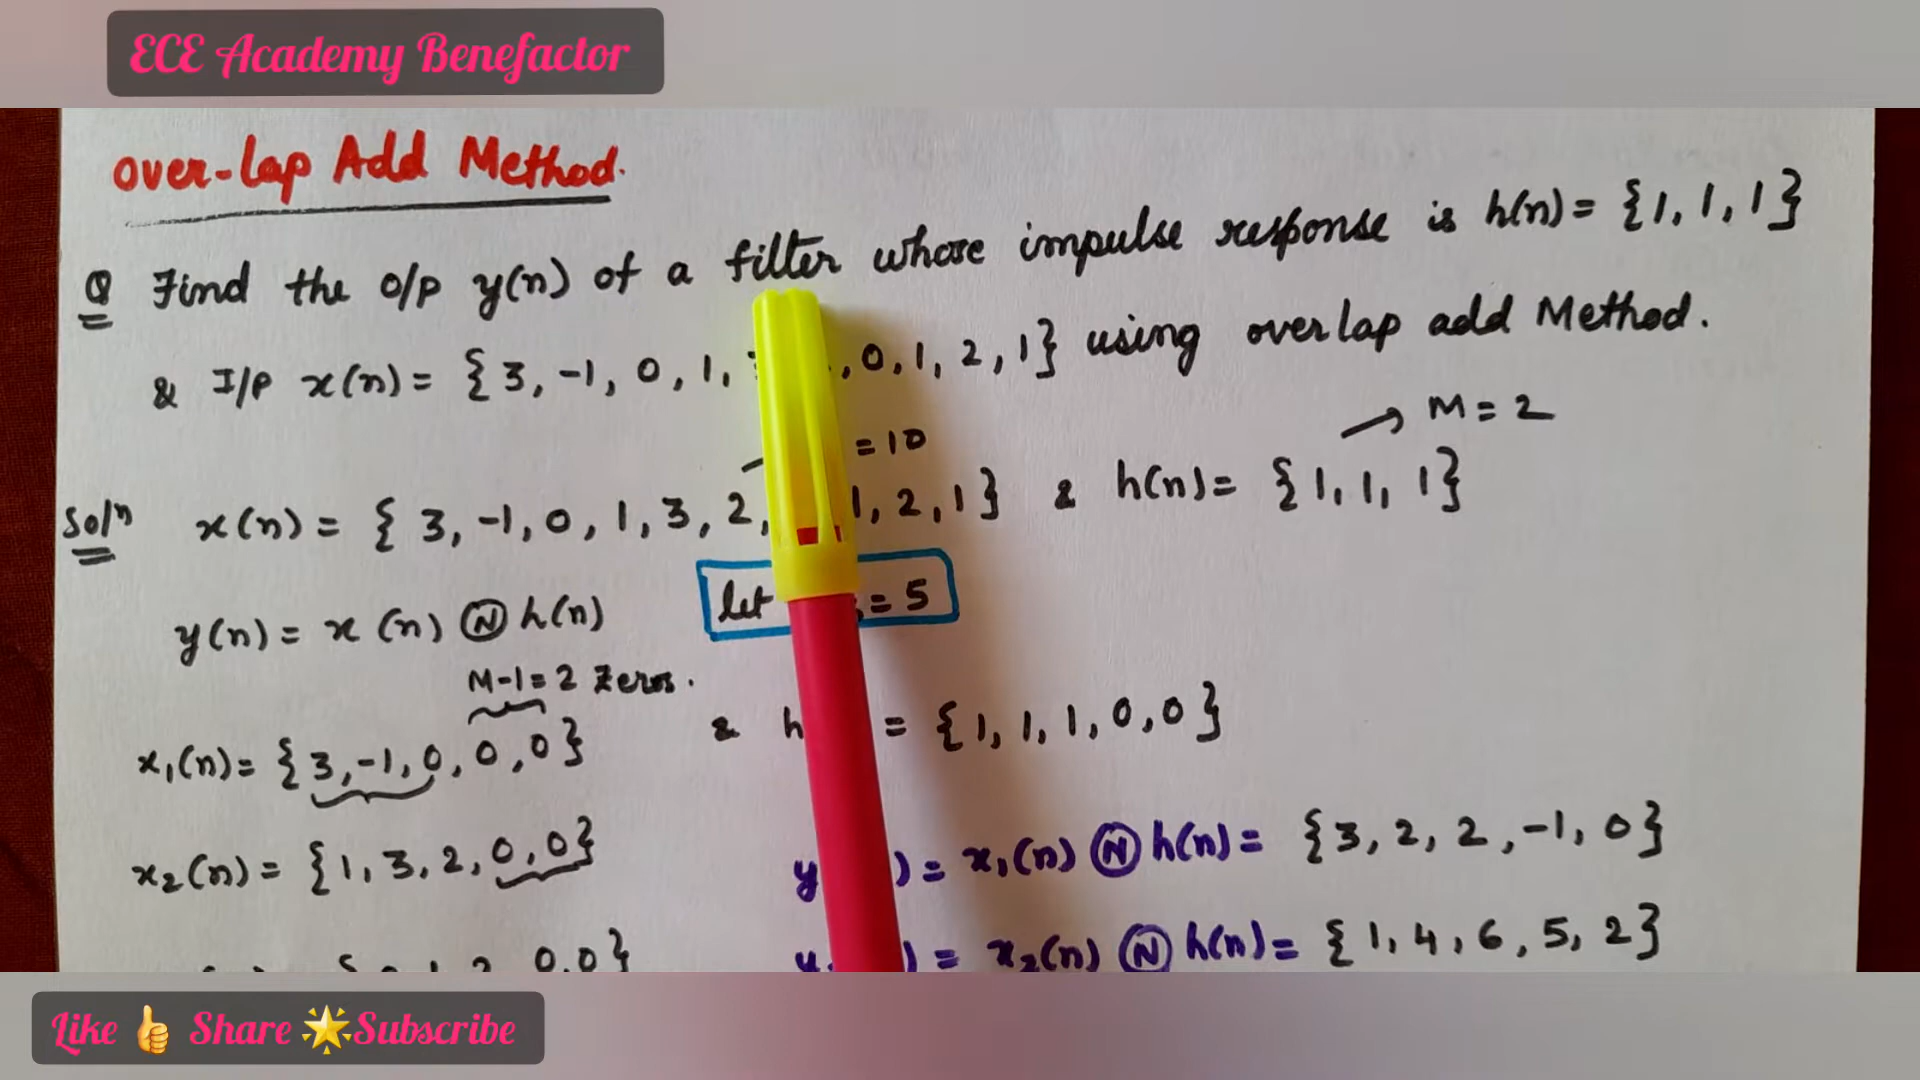 ECE Academy Benefactor
Over-lap Add Method.
Q Find the o/p y(n) of a filter whose impulse response is h(n) = {1, 1, 1}
& I/P x(n) = {3, -1, 0, 1, , 0, 1, 2, 1} using overlap add Method.
= 10
→ M = 2
Solⁿ x(n) = {3, -1, 0, 1, 3, 2, 1, 2, 1} & h(n) = {1, 1, 1}
y(n) = x(n) Ⓝ h(n)
let = 5
M-1 = 2 Zeros.
x₁(n) = {3, -1, 0, 0, 0} & h = {1, 1, 1, 0, 0}
x₂(n) = {1, 3, 2, 0, 0}
y ) = x₁(n) Ⓝ h(n) = {3, 2, 2, -1, 0}
y ) = x₂(n) Ⓝ h(n) = {1, 4, 6, 5, 2}
0, 0}
Like 👍 Share 🌟Subscribe